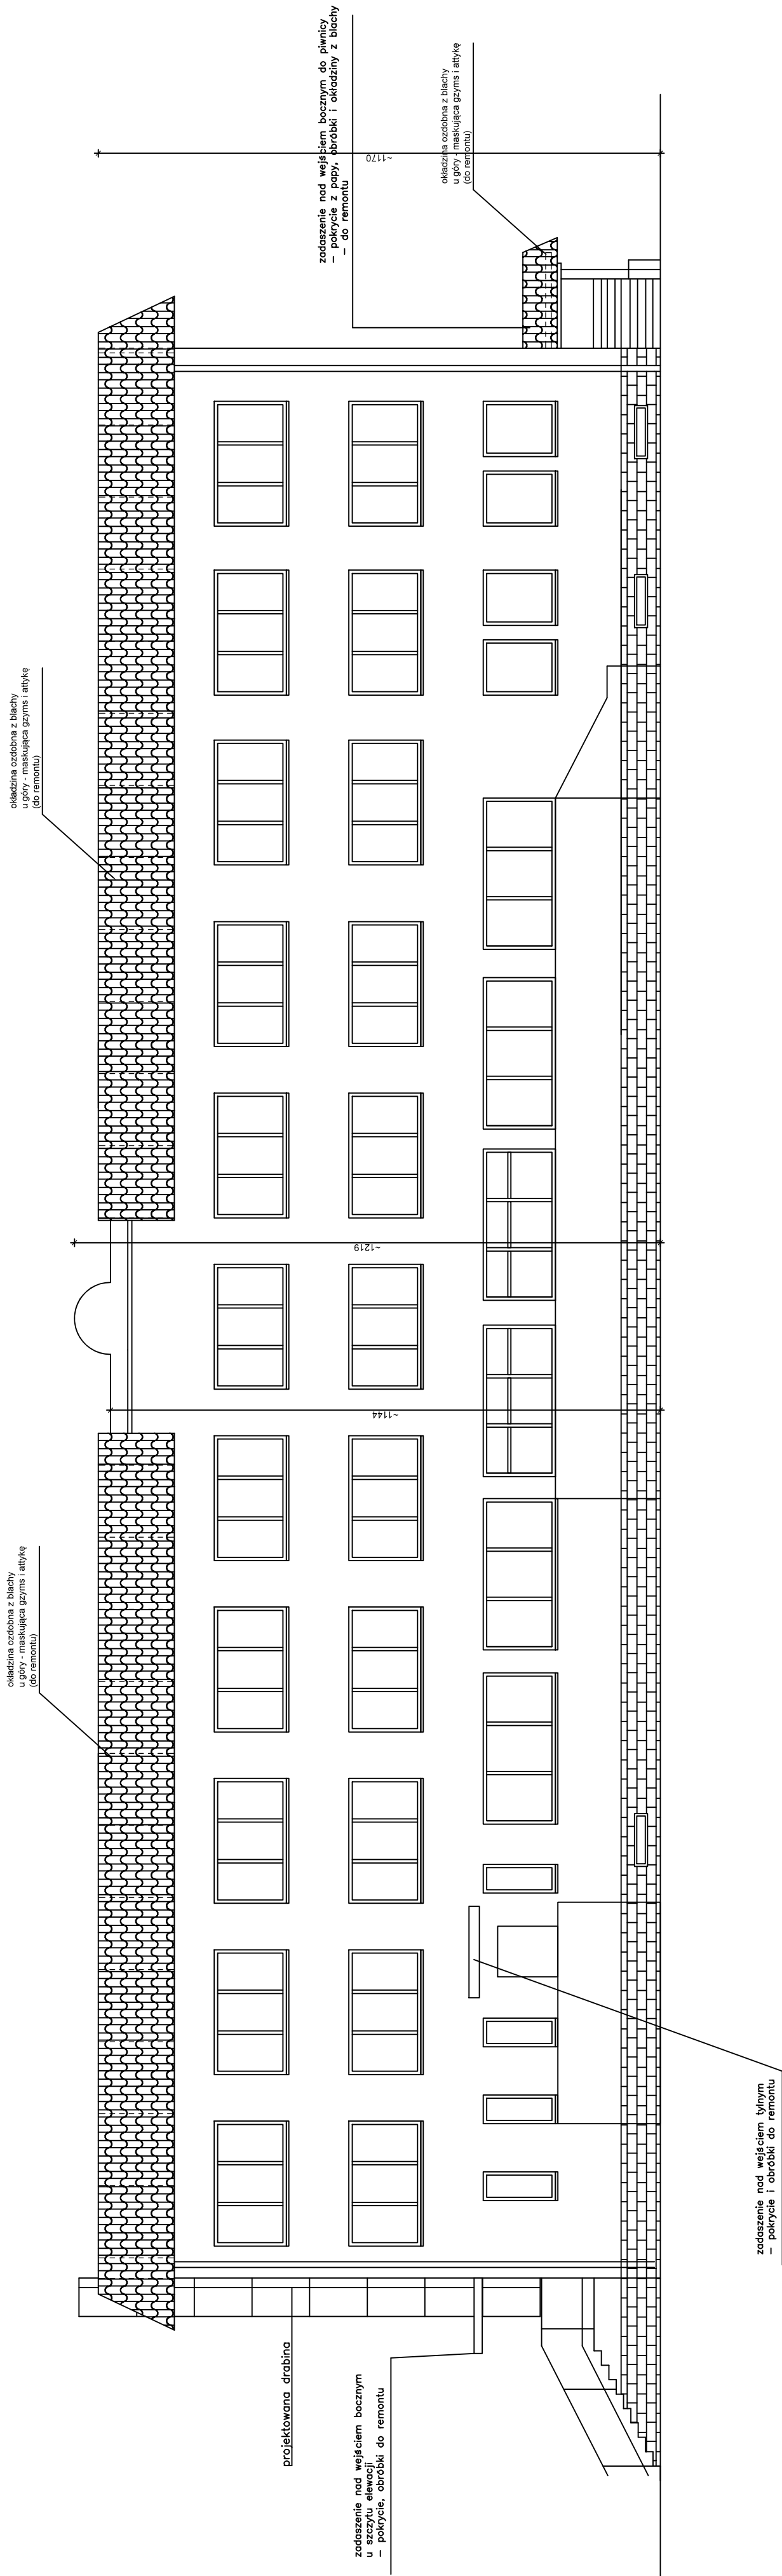 okładzina ozdobna z blachy
u góry - maskująca gzyms i attykę
(do remontu)
okładzina ozdobna z blachy
u góry - maskująca gzyms i attykę
(do remontu)
zadaszenie nad wejściem bocznym do piwnicy
– pokrycie z papy, obróbki i okładziny z blachy
– do remontu
okładzina ozdobna z blachy
u góry - maskująca gzyms i attykę
(do remontu)
~1144
~1219
~1170
projektowana drabina
zadaszenie nad wejściem bocznym
u szczytu elewacji
– pokrycie, obróbki do remontu
zadaszenie nad wejściem tylnym
– pokrycie i obróbki do remontu